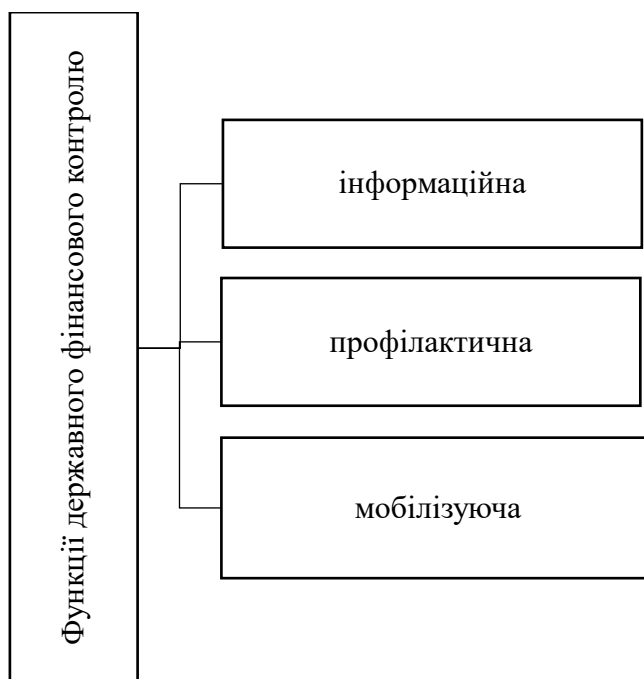 Функції державного фінансового контролю
інформаційна
профілактична
мобілізуюча